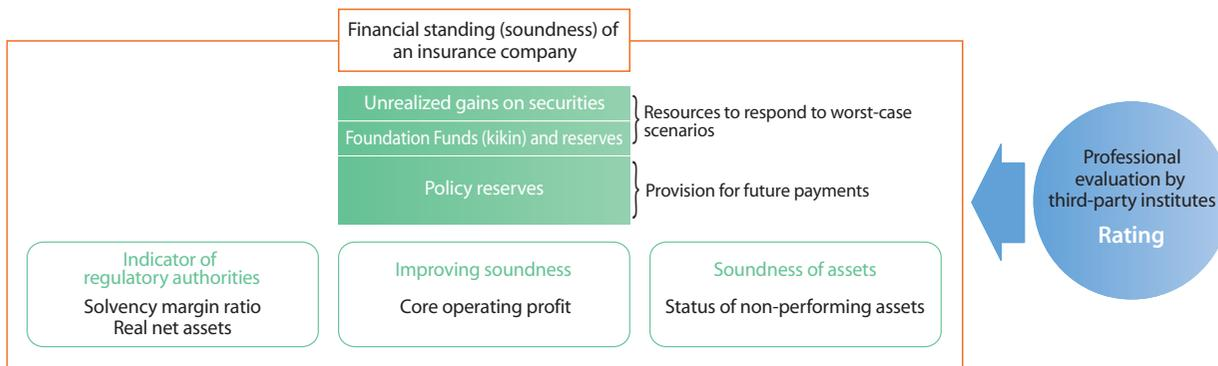 Financial standing (soundness) of
an insurance company
Unrealized gains on securities
Foundation Funds (kikin) and reserves
Resources to respond to worst-case
scenarios
Policy reserves
Provision for future payments
Indicator of
regulatory authorities
Solvency margin ratio
Real net assets
Improving soundness
Core operating profit
Soundness of assets
Status of non-performing assets
Professional
evaluation by
third-party institutes
Rating